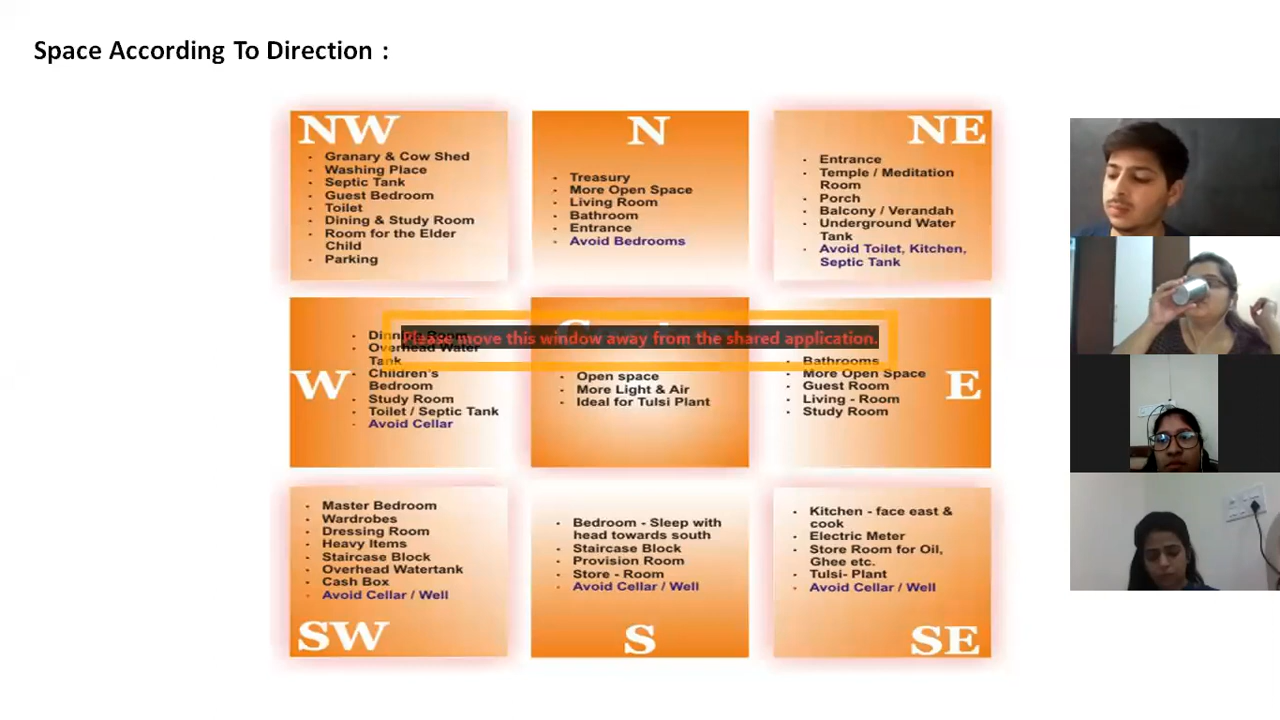 Space According To Direction :
NW
Granary & Cow Shed
Washing Place
Septic Tank
Guest Bedroom
Toilet
Dining & Study Room
Room for the Elder
Child
Parking
N
Treasury
More Open Space
Living Room
Bathroom
Entrance
Avoid Bedrooms
NE
Entrance
Temple / Meditation
Room
Porch
Balcony / Verandah
Underground Water
Tank
Avoid Toilet, Kitchen,
Septic Tank
Please move this window away from the shared application.
W
Overhead Water
Tank
Children's
Bedroom
Study Room
Toilet / Septic Tank
Avoid Cellar
Open space
More Light & Air
Ideal for Tulsi Plant
E
Bathrooms
More Open Space
Guest Room
Living - Room
Study Room
Master Bedroom
Wardrobes
Dressing Room
Heavy Items
Staircase Block
Overhead Watertank
Cash Box
Avoid Cellar / Well
SW
Bedroom - Sleep with
head towards south
Staircase Block
Provision Room
Store - Room
Avoid Cellar / Well
S
Kitchen - face east &
cook
Electric Meter
Store Room for Oil,
Ghee etc.
Tulsi- Plant
Avoid Cellar / Well
SE